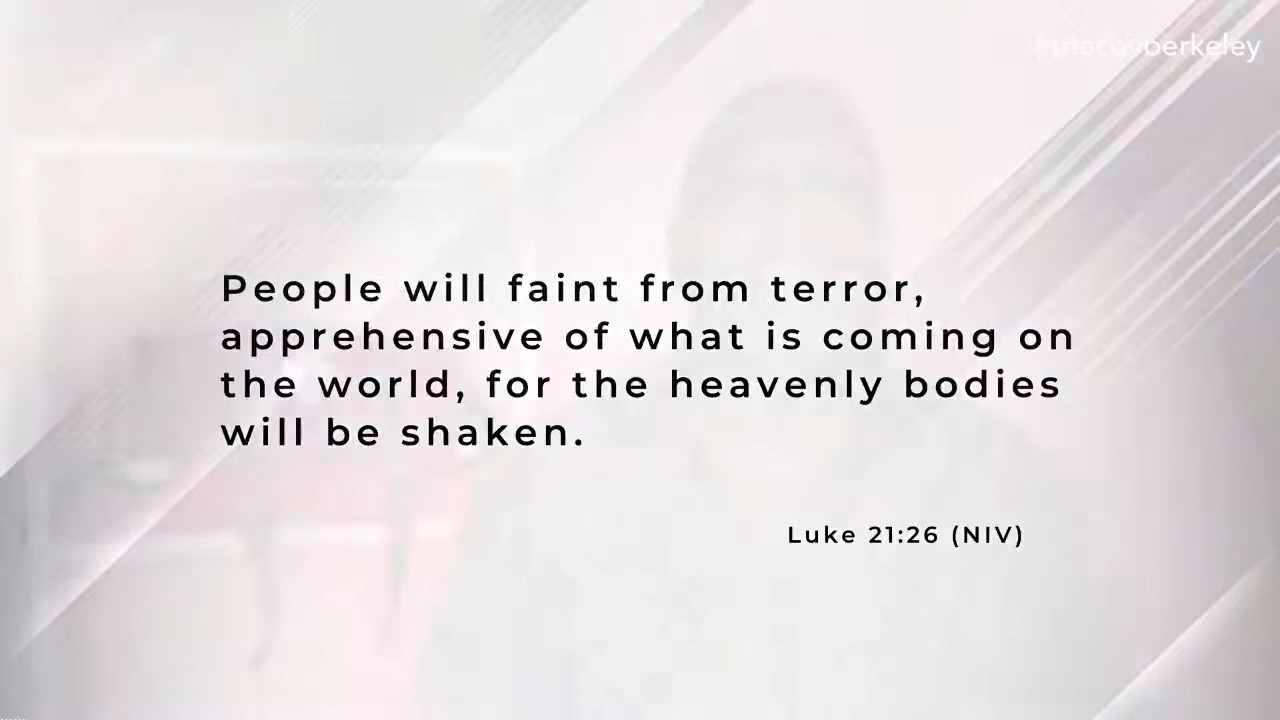 People will faint from terror,
apprehensive of what is coming on
the world, for the heavenly bodies
will be shaken.
Luke 21:26 (NIV)